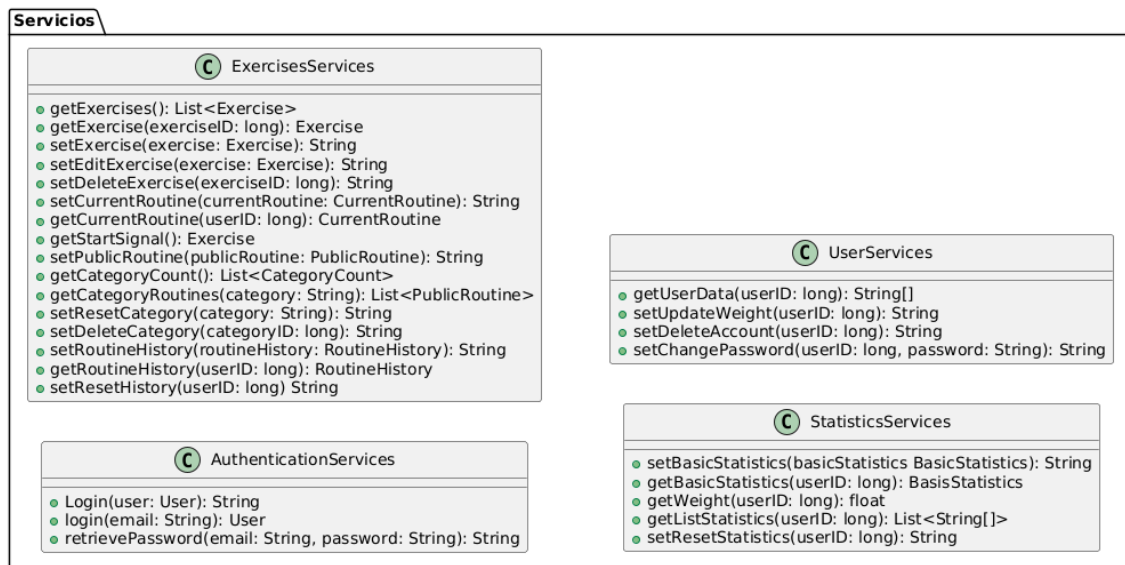 Servicios
C ExercisesServices
getExercises(): List<Exercise>
getExercise(exerciseID: long): Exercise
setExercise(exercise: Exercise): String
setEditExercise(exercise: Exercise): String
setDeleteExercise(exerciseID: long): String
setCurrentRoutine(currentRoutine: CurrentRoutine): String
getCurrentRoutine(userID: long): CurrentRoutine
getStartSignal(): Exercise
setPublicRoutine(publicRoutine: PublicRoutine): String
getCategoryCount(): List<CategoryCount>
getCategoryRoutines(category: String): List<PublicRoutine>
setResetCategory(category: String): String
setDeleteCategory(categoryID: long): String
setRoutineHistory(routineHistory: RoutineHistory): String
getRoutineHistory(userID: long): RoutineHistory
setResetHistory(userID: long) String
C UserServices
getUserData(userID: long): String[]
setUpdateWeight(userID: long): String
setDeleteAccount(userID: long): String
setChangePassword(userID: long, password: String): String
C AuthenticationServices
Login(user: User): String
login(email: String): User
retrievePassword(email: String, password: String): String
C StatisticsServices
setBasicStatistics(basicStatistics BasicStatistics): String
getBasicStatistics(userID: long): BasisStatistics
getWeight(userID: long): float
getListStatistics(userID: long): List<String[]>
setResetStatistics(userID: long): String